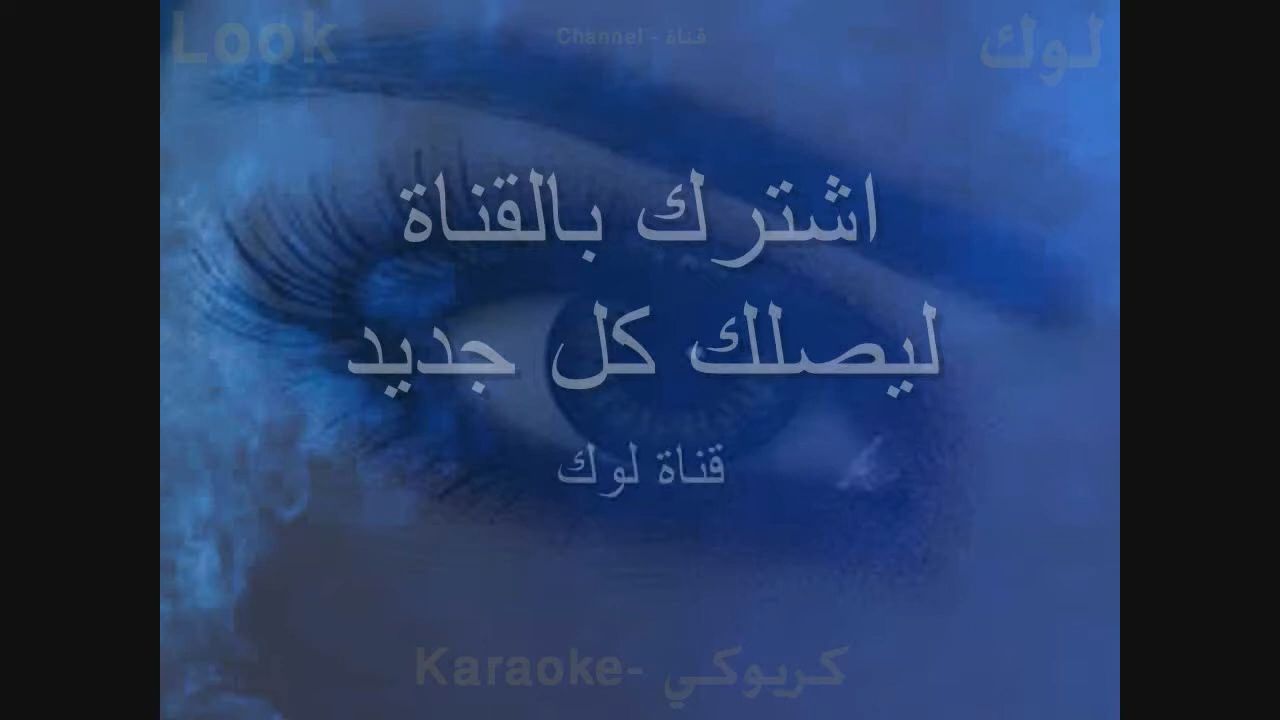 Look
Channel - قناة
لوك
اشترك بالقناة
ليصلك كل جديد
قناة لوك
Karaoke- كريوكي